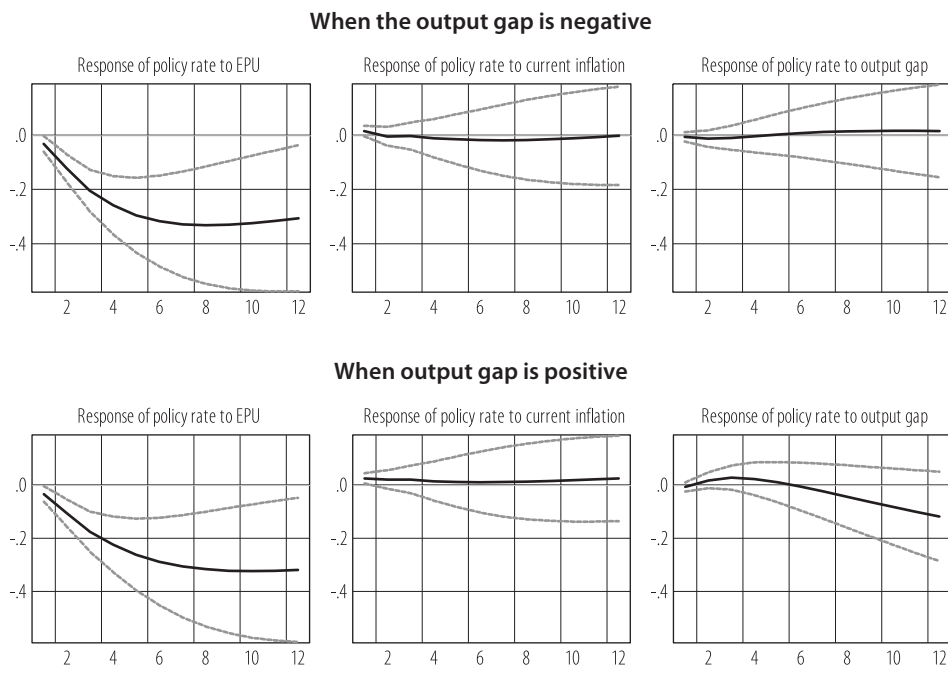 When the output gap is negative
Response of policy rate to EPU
Response of policy rate to current inflation
Response of policy rate to output gap
.0
-.2
-.4
2 4 6 8 10 12
.0
-.2
-.4
2 4 6 8 10 12
.0
-.2
-.4
2 4 6 8 10 12
When output gap is positive
Response of policy rate to EPU
Response of policy rate to current inflation
Response of policy rate to output gap
.0
-.2
-.4
2 4 6 8 10 12
.0
-.2
-.4
2 4 6 8 10 12
.0
-.2
-.4
2 4 6 8 10 12